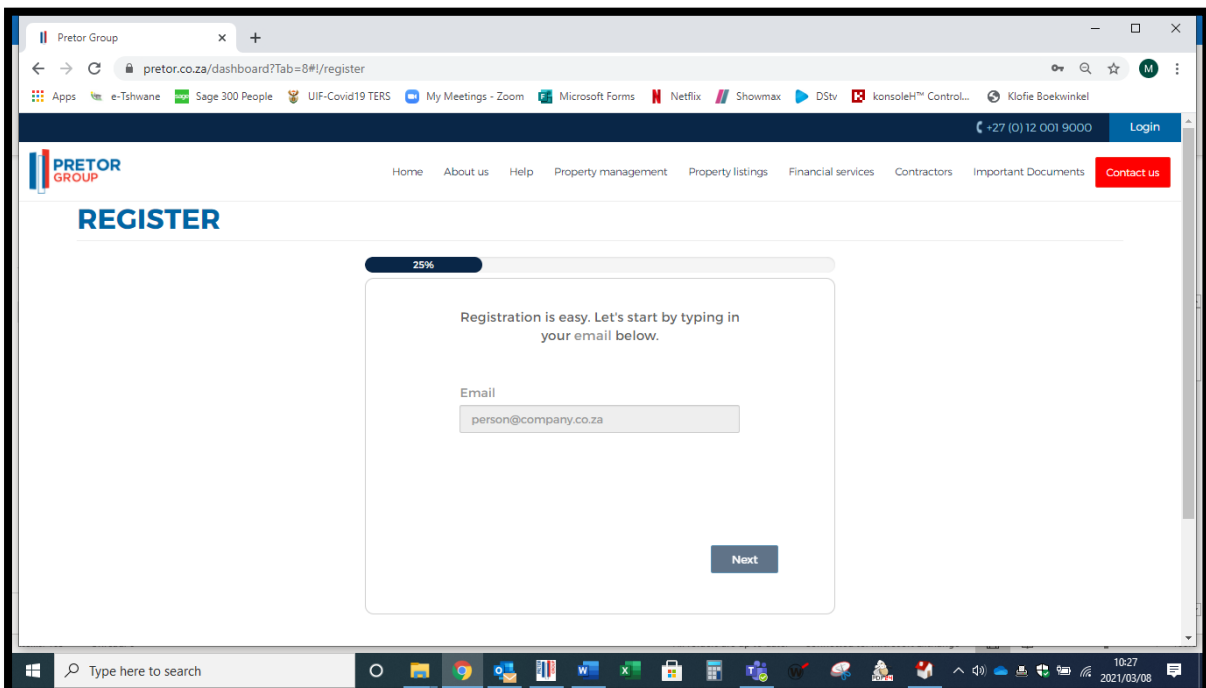 Pretor Group
pretor.co.za/dashboard?Tab=8#!/register
M
Apps e-Tshwane sage Sage 300 People UIF-Covid19 TERS My Meetings - Zoom Microsoft Forms N Netflix Showmax DStv konsoleH™ Control... Klofie Boekwinkel
+27 (0) 12 001 9000 Login
PRETOR
GROUP
Home About us Help Property management Property listings Financial services Contractors Important Documents Contact us
REGISTER
25%
Registration is easy. Let's start by typing in
your email below.
Email
person@company.co.za
Next
Type here to search
10:27
2021/03/08